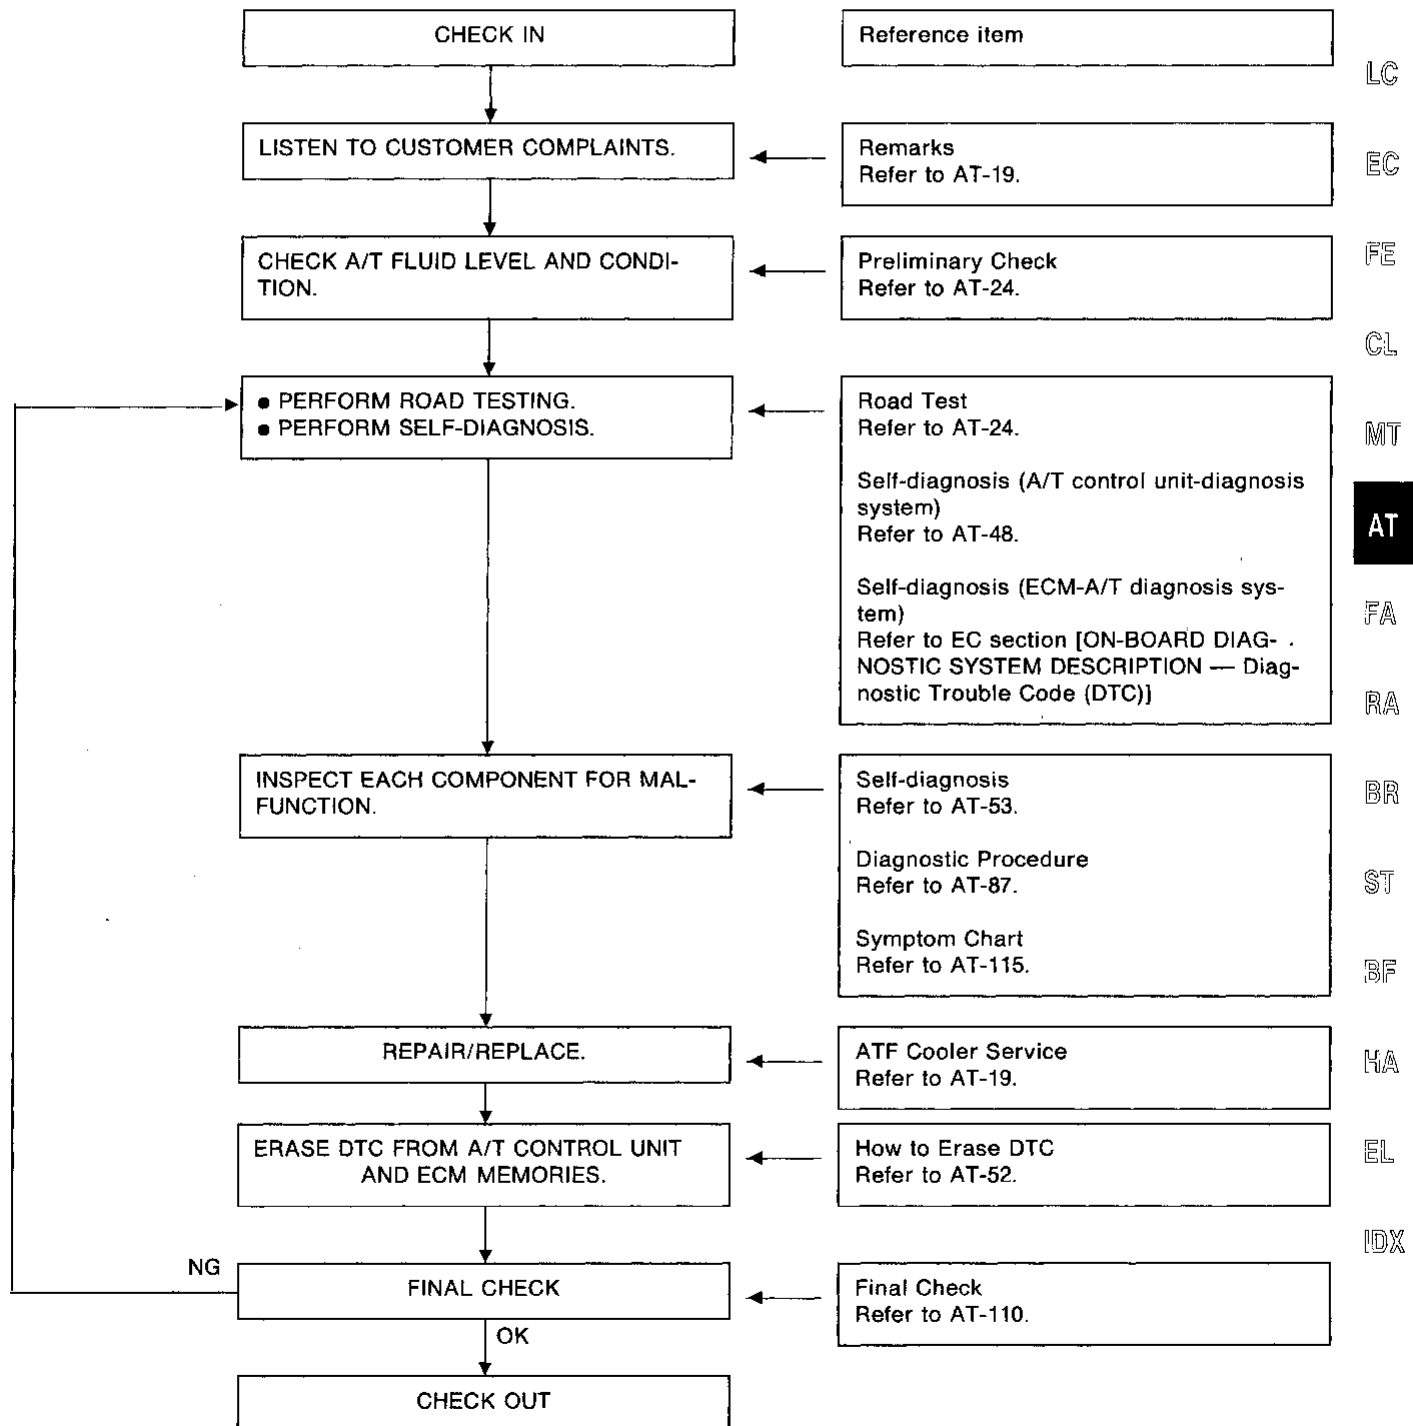 CHECK IN
Reference item
LISTEN TO CUSTOMER COMPLAINTS.
Remarks
Refer to AT-19.
CHECK A/T FLUID LEVEL AND CONDI-
TION.
Preliminary Check
Refer to AT-24.
● PERFORM ROAD TESTING.
● PERFORM SELF-DIAGNOSIS.
Road Test
Refer to AT-24.
Self-diagnosis (A/T control unit-diagnosis
system)
Refer to AT-48.
Self-diagnosis (ECM-A/T diagnosis sys-
tem)
Refer to EC section [ON-BOARD DIAG-
NOSTIC SYSTEM DESCRIPTION — Diag-
nostic Trouble Code (DTC)]
INSPECT EACH COMPONENT FOR MAL-
FUNCTION.
Self-diagnosis
Refer to AT-53.
Diagnostic Procedure
Refer to AT-87.
Symptom Chart
Refer to AT-115.
REPAIR/REPLACE.
ATF Cooler Service
Refer to AT-19.
ERASE DTC FROM A/T CONTROL UNIT
AND ECM MEMORIES.
How to Erase DTC
Refer to AT-52.
NG
FINAL CHECK
Final Check
Refer to AT-110.
OK
CHECK OUT
LC
EC
FE
CL
MT
AT
FA
RA
BR
ST
BF
HA
EL
IDX